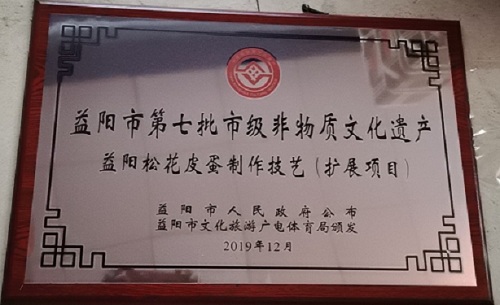 益阳市第七批市级非物质文化遗产
益阳松花皮蛋制作技艺（扩展项目）
益阳市人民政府公布
益阳市文化旅游广电体育局颁发
2019年12月